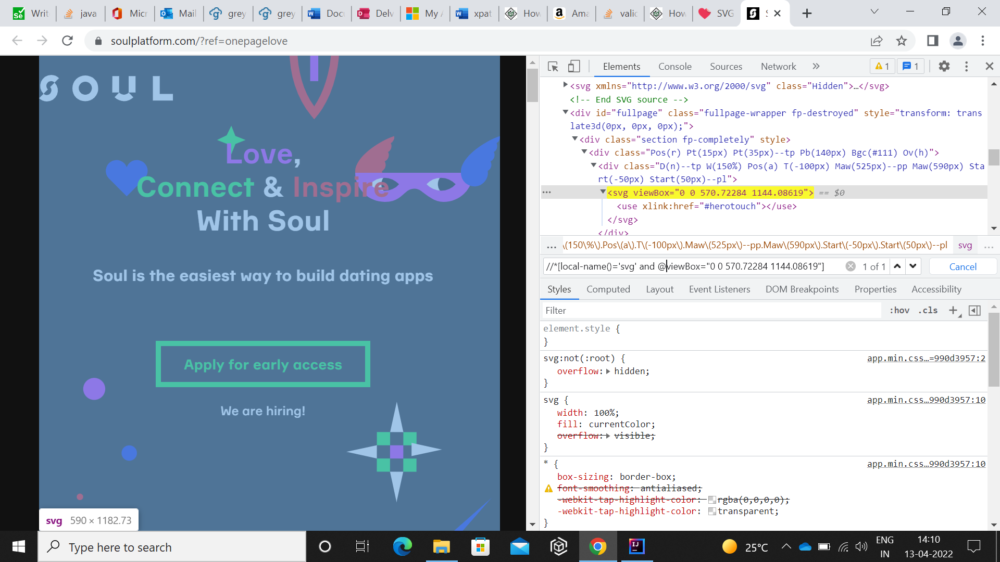 Writ
java
Micr
Mail
grey
grey
Docu
Delv
My A
xpat
How
Ama
valic
How
SVG
S
soulplatform.com/?ref=onepagelove
SOUL
Love,
Connect & Inspire
With Soul
Soul is the easiest way to build dating apps
Apply for early access
We are hiring!
svg 590 × 1182.73
Elements Console Sources Network » 1 1
<svg xmlns="http://www.w3.org/2000/svg" class="Hidden">…</svg>
<!-- End SVG source -->
<div id="fullpage" class="fullpage-wrapper fp-destroyed" style="transform: trans
late3d(0px, 0px, 0px);">
<div class="section fp-completely" style>
<div class="Pos(r) Pt(15px) Pt(35px)--tp Pb(140px) Bgc(#111) Ov(h)">
<div class="D(n)--tp W(150%) Pos(a) T(-100px) Maw(525px)--pp Maw(590px) Sta
rt(-50px) Start(50px)--pl">
<svg viewBox="0 0 570.72284 1144.08619"> == $0
<use xlink:href="#herotouch"></use>
</svg>
</div>
… \(150\%\).Pos\(a\).T\(-100px\).Maw\(525px\)--pp.Maw\(590px\).Start\(-50px\).Start\(50px\)--pl svg …
//*[local-name()='svg' and @viewBox="0 0 570.72284 1144.08619"] 1 of 1 Cancel
Styles Computed Layout Event Listeners DOM Breakpoints Properties Accessibility
Filter :hov .cls
element.style {
}
svg:not(:root) { app.min.css…=990d3957:2
overflow: hidden;
}
svg { app.min.css…990d3957:10
width: 100%;
fill: currentColor;
overflow: visible;
}
* { app.min.css…990d3957:10
box-sizing: border-box;
font-smoothing: antialiased;
-webkit-tap-highlight-color: rgba(0,0,0,0);
-webkit-tap-highlight-color: transparent;
}
Type here to search
25°C
ENG
IN
14:10
13-04-2022